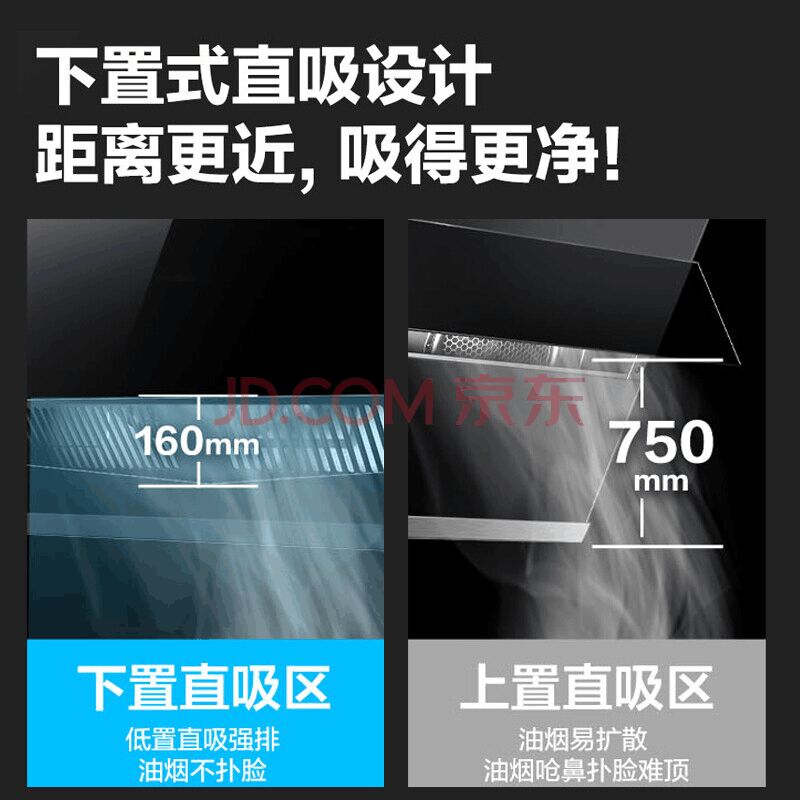 下置式直吸设计
距离更近, 吸得更净!
JD.COM 京东
160mm
750
mm
下置直吸区
低置直吸强排
油烟不扑脸
上置直吸区
油烟易扩散
油烟呛鼻扑脸难顶